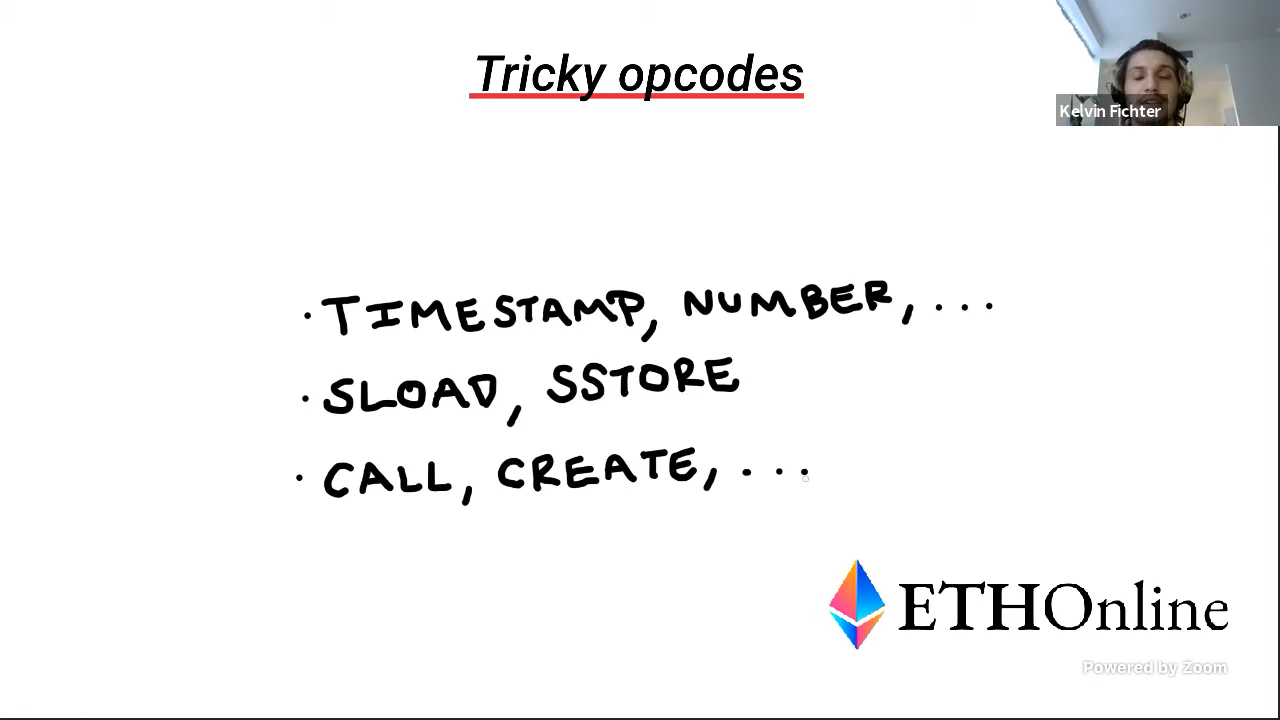 Tricky opcodes
Kelvin Fichter
· TIMESTAMP, NUMBER, ...
· SLOAD, SSTORE
· CALL, CREATE, ...
ETHOnline
Powered by Zoom